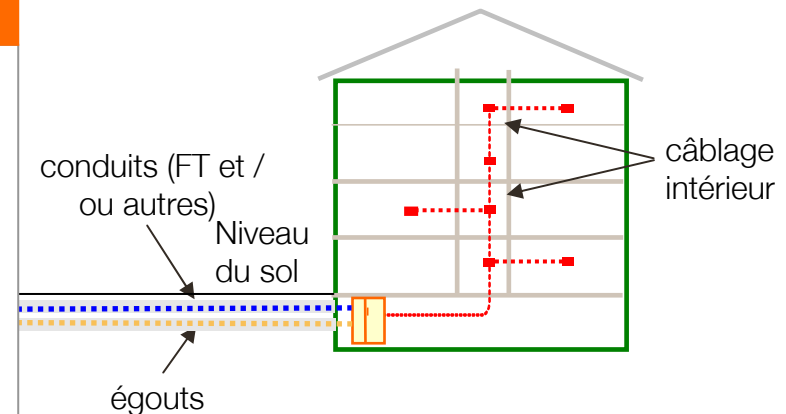 conduits (FT et /
ou autres)
Niveau
du sol
câblage
intérieur
égouts